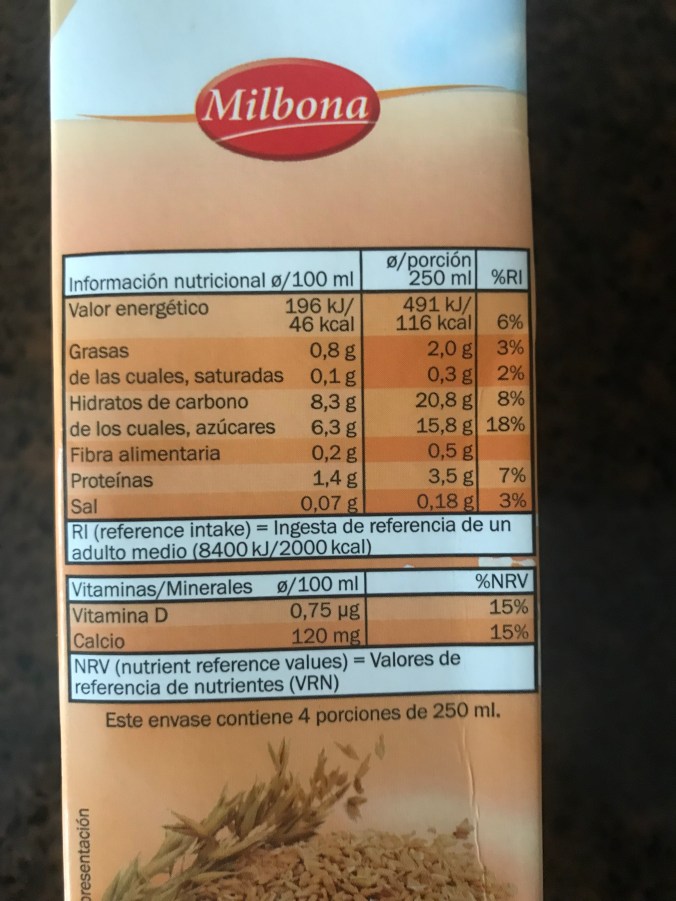 Milbona
Información nutricional ø/100 ml ø/porción 250 ml %RI
Valor energético 196 kJ/ 46 kcal 491 kJ/ 116 kcal 6%
Grasas 0,8 g 2,0 g 3%
de las cuales, saturadas 0,1 g 0,3 g 2%
Hidratos de carbono 8,3 g 20,8 g 8%
de los cuales, azúcares 6,3 g 15,8 g 18%
Fibra alimentaria 0,2 g 0,5 g
Proteínas 1,4 g 3,5 g 7%
Sal 0,07 g 0,18 g 3%
RI (reference intake) = Ingesta de referencia de un
adulto medio (8400 kJ/2000 kcal)
Vitaminas/Minerales ø/100 ml %NRV
Vitamina D 0,75 µg 15%
Calcio 120 mg 15%
NRV (nutrient reference values) = Valores de
referencia de nutrientes (VRN)
Este envase contiene 4 porciones de 250 ml.
presentación